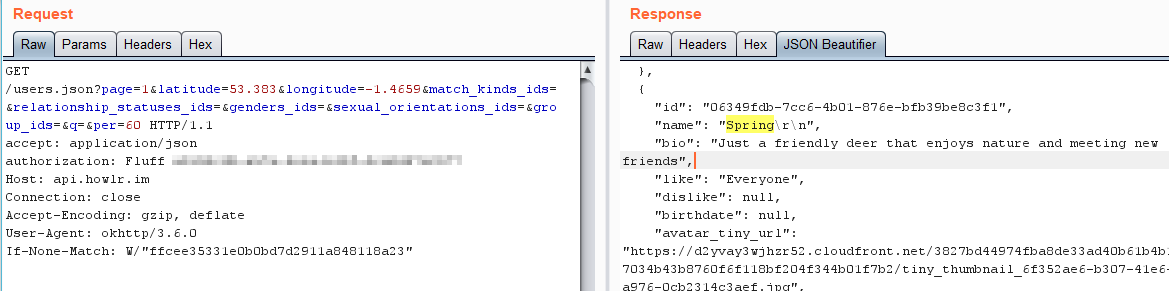 Request
Raw Params Headers Hex
GET
/users.json?page=1&latitude=53.383&longitude=-1.4659&match_kinds_ids=
&relationship_statuses_ids=&genders_ids=&sexual_orientations_ids=&gro
up_ids=&q=&per=60 HTTP/1.1
accept: application/json
authorization: Fluff
Host: api.howlr.im
Connection: close
Accept-Encoding: gzip, deflate
User-Agent: okhttp/3.6.0
If-None-Match: W/"ffcee35331e0b0bd7d2911a848118a23"
Response
Raw Headers Hex JSON Beautifier
},
{
"id": "06349fdb-7cc6-4b01-876e-bfb39be8c3f1",
"name": "Spring\r\n",
"bio": "Just a friendly deer that enjoys nature and meeting new
friends",
"like": "Everyone",
"dislike": null,
"birthdate": null,
"avatar_tiny_url":
"https://d2yvay3wjhzr52.cloudfront.net/3827bd44974fba8de33ad40b61b4b1
7034b43b8760f6f118bf204f344b01f7b2/tiny_thumbnail_6f352ae6-b307-41e6-
a976-0cb2314c3aef.jpg",